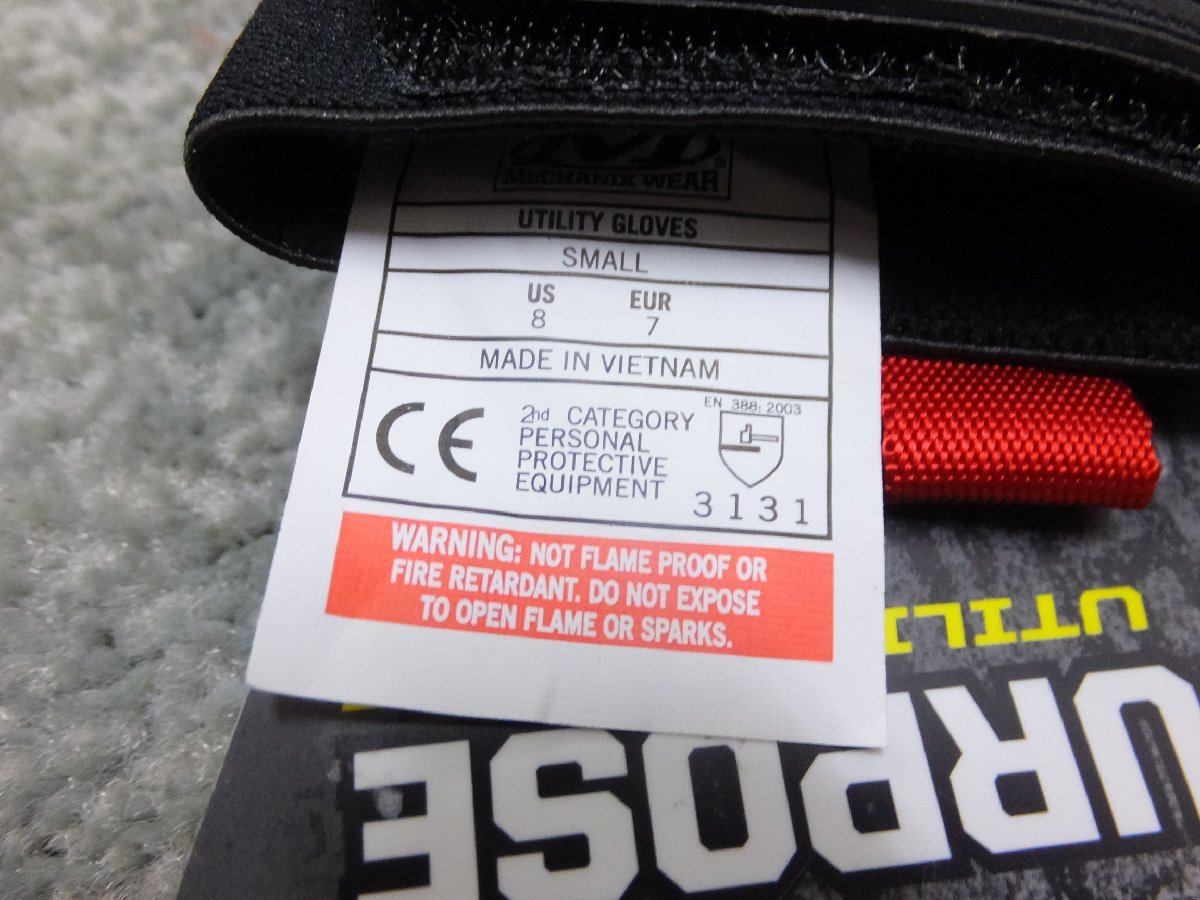 MECHANIX WEAR®
UTILITY GLOVES
SMALL
US EUR
8 7
MADE IN VIETNAM
CE
2nd CATEGORY
PERSONAL
PROTECTIVE
EQUIPMENT
EN 388: 2003
3131
WARNING: NOT FLAME PROOF OR
FIRE RETARDANT. DO NOT EXPOSE
TO OPEN FLAME OR SPARKS.
UTILI
URPOSE